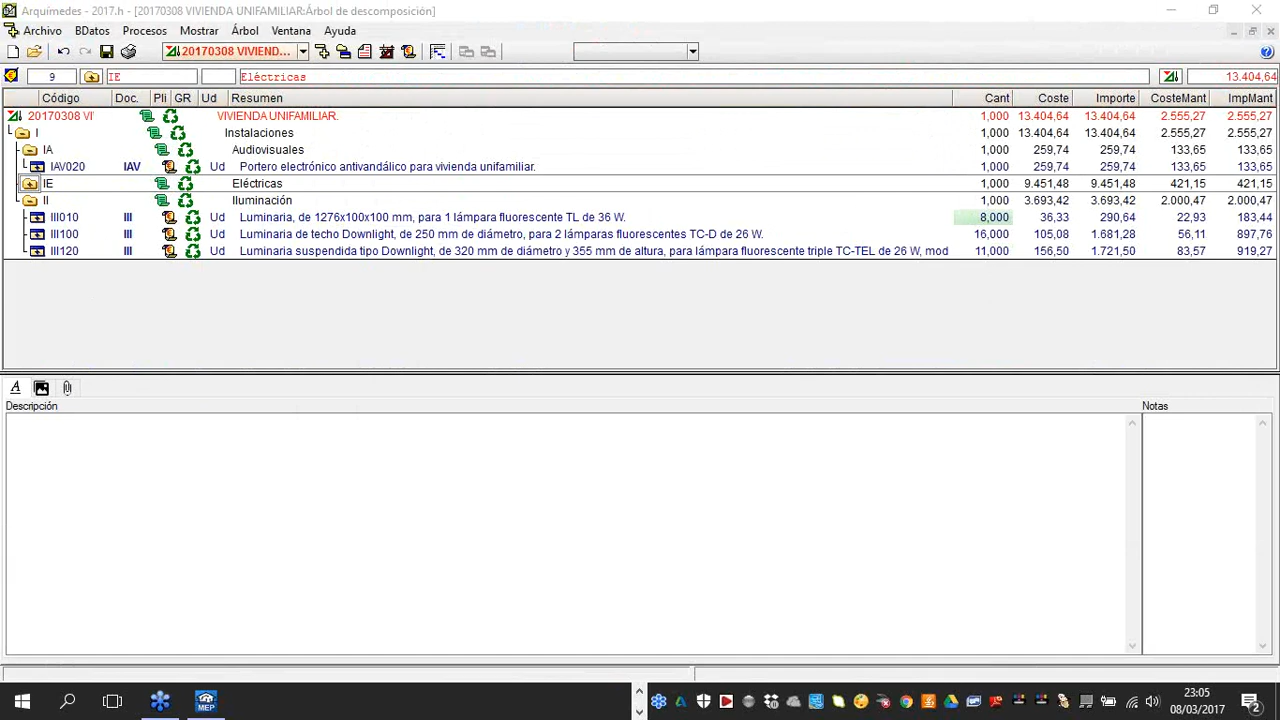 Arquímedes - 2017.h - [20170308 VIVIENDA UNIFAMILIAR:Árbol de descomposición]
Archivo BDatos Procesos Mostrar Árbol Ventana Ayuda
20170308 VIVIEND...
9 IE Eléctricas 13.404,64
Código Doc. Pli GR Ud Resumen Cant Coste Importe CosteMant ImpMant
20170308 VI' VIVIENDA UNIFAMILIAR. 1,000 13.404,64 13.404,64 2.555,27 2.555,27
I Instalaciones 1,000 13.404,64 13.404,64 2.555,27 2.555,27
IA Audiovisuales 1,000 259,74 259,74 133,65 133,65
IAV020 IAV Ud Portero electrónico antivandálico para vivienda unifamiliar. 1,000 259,74 259,74 133,65 133,65
IE Eléctricas 1,000 9.451,48 9.451,48 421,15 421,15
II Iluminación 1,000 3.693,42 3.693,42 2.000,47 2.000,47
III010 III Ud Luminaria, de 1276x100x100 mm, para 1 lámpara fluorescente TL de 36 W. 8,000 36,33 290,64 22,93 183,44
III100 III Ud Luminaria de techo Downlight, de 250 mm de diámetro, para 2 lámparas fluorescentes TC-D de 26 W. 16,000 105,08 1.681,28 56,11 897,76
III120 III Ud Luminaria suspendida tipo Downlight, de 320 mm de diámetro y 355 mm de altura, para lámpara fluorescente triple TC-TEL de 26 W, mod 11,000 156,50 1.721,50 83,57 919,27
A
Descripción Notas
MEP
23:05
08/03/2017
2